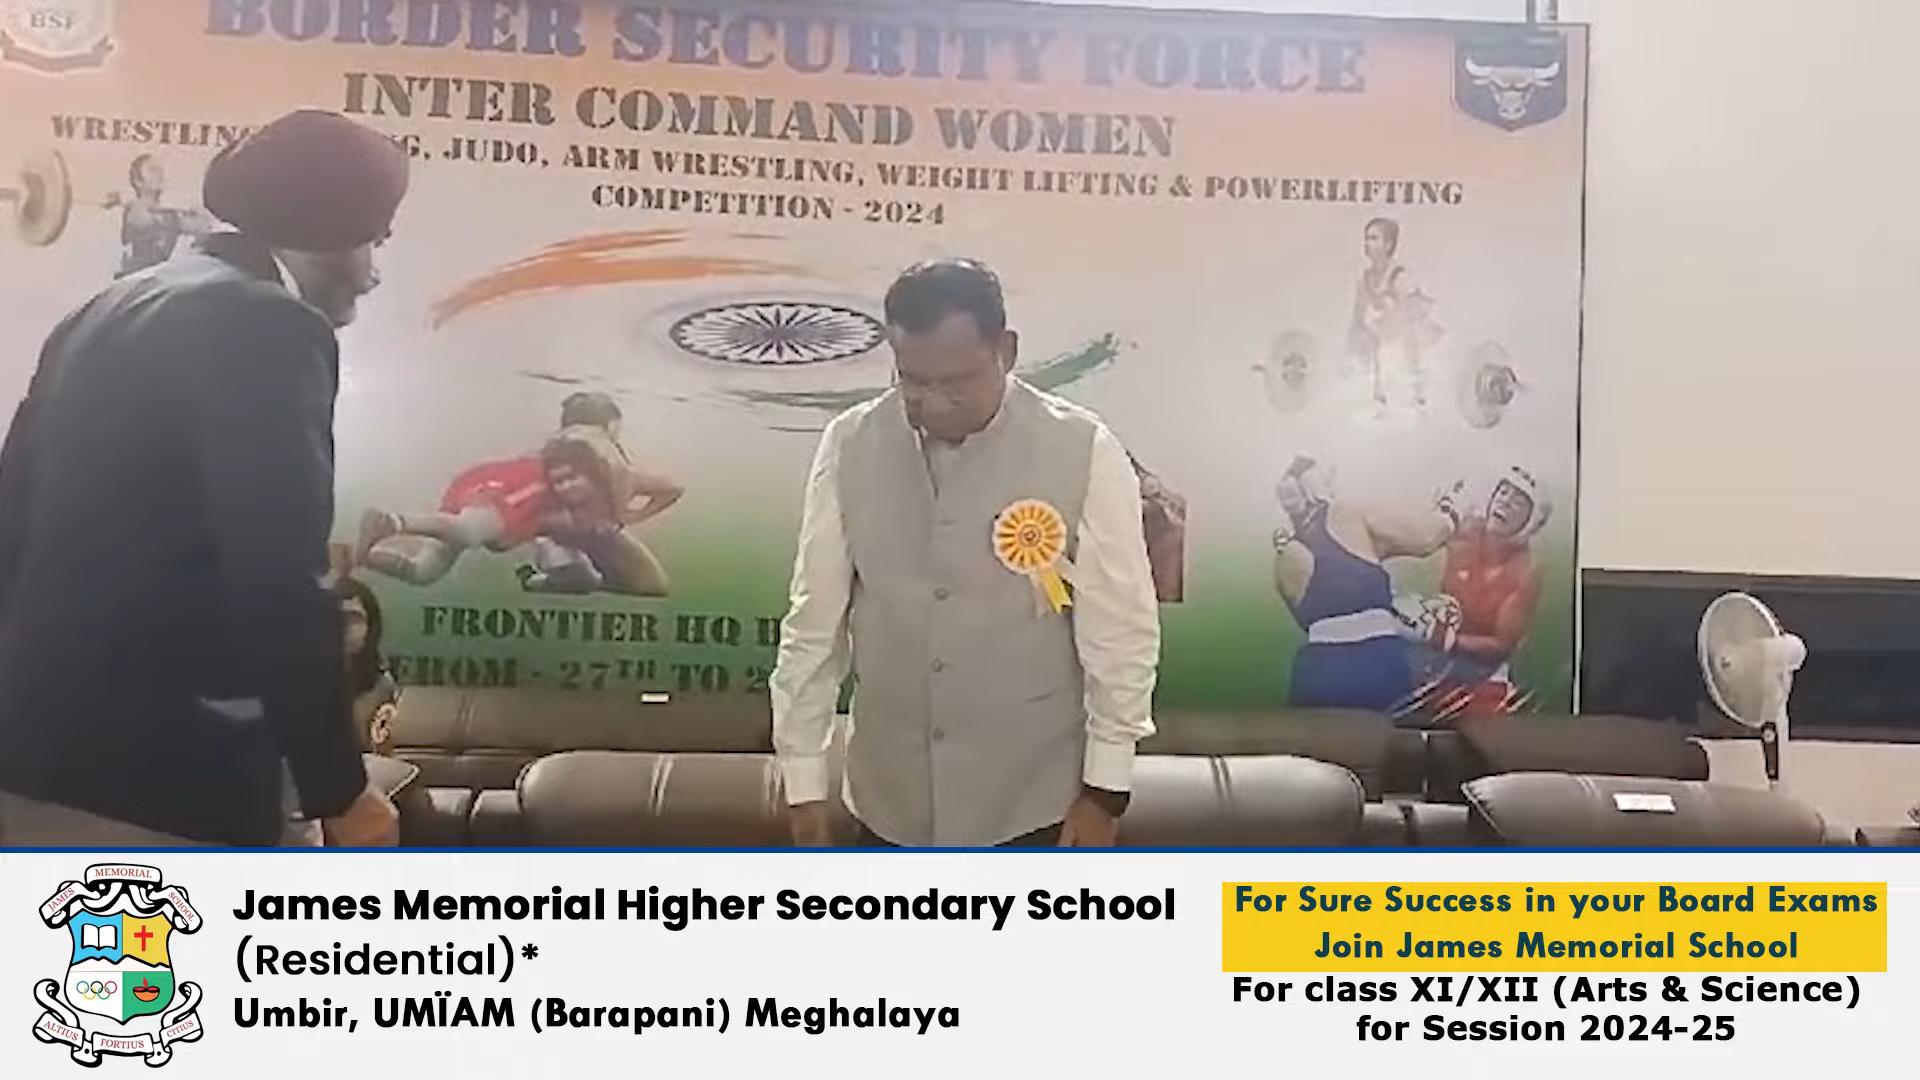 BSF
BORDER SECURITY FORCE
INTER COMMAND WOMEN
JUDO, ARM WRESTLING, WEIGHT LIFTING & POWERLIFTING
COMPETITION - 2024
FRONTIER HQ
FROM - 27TH TO
JAMES MEMORIAL SCHOOL
ALTIUS FORTIUS CITIUS
James Memorial Higher Secondary School
(Residential)*
Umbir, UMÏAM (Barapani) Meghalaya
For Sure Success in your Board Exams
Join James Memorial School
For class XI/XII (Arts & Science)
for Session 2024-25